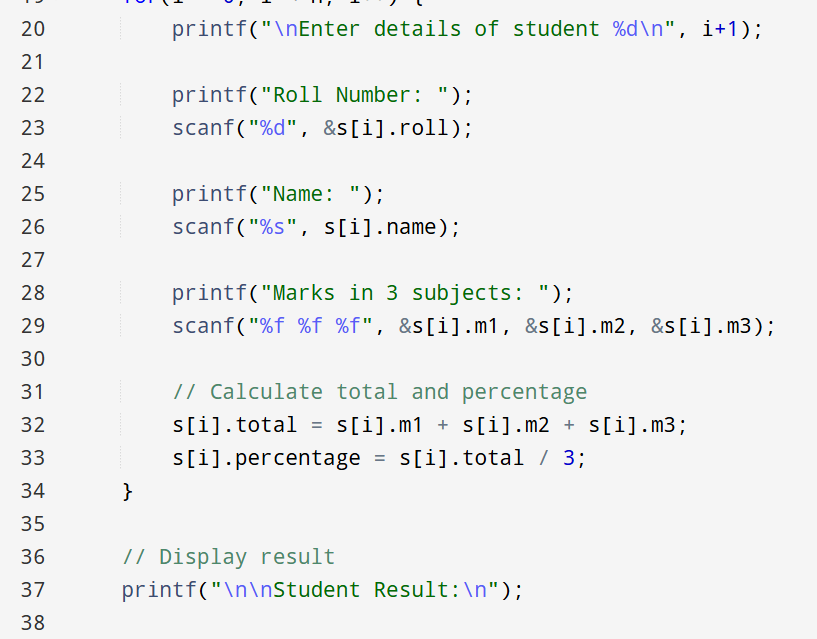 20 printf("\nEnter details of student %d\n", i+1);
21
22 printf("Roll Number: ");
23 scanf("%d", &s[i].roll);
24
25 printf("Name: ");
26 scanf("%s", s[i].name);
27
28 printf("Marks in 3 subjects: ");
29 scanf("%f %f %f", &s[i].m1, &s[i].m2, &s[i].m3);
30
31 // Calculate total and percentage
32 s[i].total = s[i].m1 + s[i].m2 + s[i].m3;
33 s[i].percentage = s[i].total / 3;
34 }
35
36 // Display result
37 printf("\n\nStudent Result:\n");
38